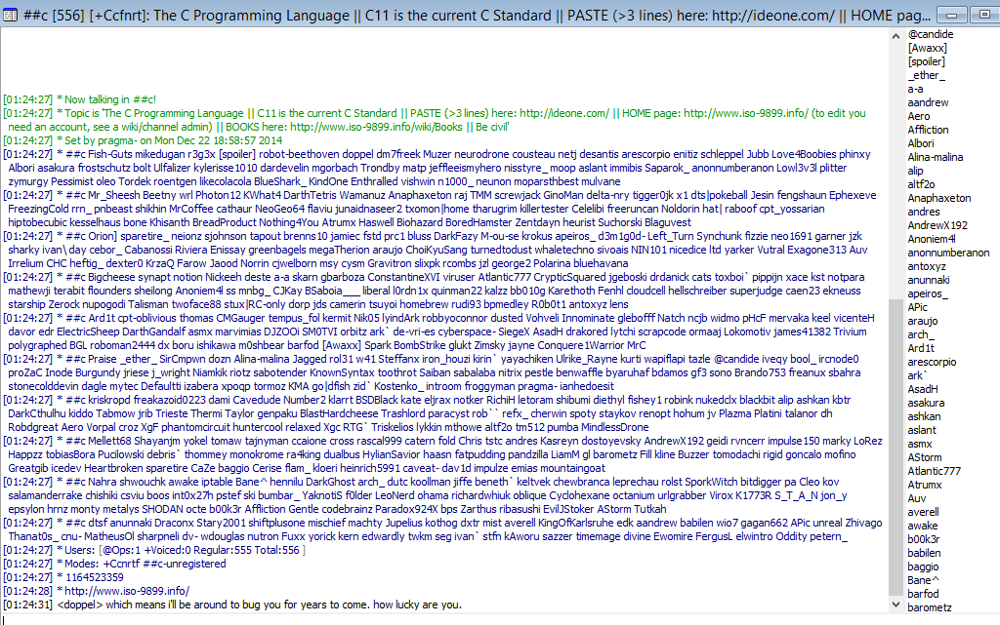 ##c [556] [+Ccfnrt]: The C Programming Language || C11 is the current C Standard || PASTE (>3 lines) here: http://ideone.com/ || HOME pag...
[01:24:27] * Now talking in ##c!
[01:24:27] * Topic is 'The C Programming Language || C11 is the current C Standard || PASTE (>3 lines) here: http://ideone.com/ || HOME page: http://www.iso-9899.info/ (to edit you
need an account, see a wiki/channel admin) || BOOKS here: http://www.iso-9899.info/wiki/Books || Be civil'
[01:24:27] * Set by pragma- on Mon Dec 22 18:58:57 2014
[01:24:27] * ##c Fish-Guts mikedugan r3g3x [spoiler] robot-beethoven doppel dm7freek Muzer neurodrone cousteau netj desantis arescorpio enitiz schleppel Jubb Love4Boobies phinxy
Albori asakura frostschutz bolt Ulfalizer kylerisse1010 dardevelin mgorbach Trondby matp jeffleeismyhero nisstyre_ moop aslant immibis Saparok_ anonnumberanon Lowl3v3l plitter
zymurgy Pessimist oleo Tordek roentgen likecolacola BlueShark_ KindOne Enthralled vishwin n1000_ neunon moparsthbest mulvane
[01:24:27] * ##c Mr_Sheesh Beetny wrl Photon12 KWhat4 DarthTetris Wamanuz Anaphaxeton raj TMM screwjack GinoMan delta-nry tigger0jk x1 dts|pokeball Jesin fengshaun Ephexeve
FreezingCold rrn_ pnbeast shikhin MrCoffee cathaur NeoGeo64 flaviu junaidnaseer2 txomon|home tharugrim killertester Celelibi freeruncan Noldorin hat| raboof cpt_yossarian
hiptobecubic kesselhaus bone Khisanth BreadProduct Nothing4You Atrumx Haswell Biohazard BoredHamster Zentdayn heurist Suchorski Blaguvest
[01:24:27] * ##c Orion] sparetire_ neionz sjohnson tapout brenns10 jamiec fstd prc1 bluss DarkFazy M-ou-se krokus apeiros_ d3m1g0d- Left_Turn Synchunk fizzie neo1691 garner jzk
sharky ivan\ day cebor_ Cabanossi Riviera Enissay greenbagels megaTherion araujo ChoiKyuSang turnedtodust whaletechno sivoais NIN101 nicedice ltd yarker Vutral Exagone313 Auv
Irrelium CHC heftig_ dexter0 KrzaQ Farow Jaood Norrin cjwelborn msy cysm Gravitron slixpk rcombs jzl george2 Polarina bluehavana
[01:24:27] * ##c Bigcheese synapt notion Nickeeh deste a-a skarn gbarboza ConstantineXVI viruser Atlantic777 CrypticSquared jgeboski drdanick cats toxboi` pippijn xace kst notpara
mathewji terabit flounders sheilong Anoniem4l ss mnbg_ CJKay BSaboia___ liberal l0rdn1x quinman22 kalzz bb010g Karethoth Fenhl cloudcell hellschreiber superjudge caen23 ekneuss
starship Zerock nupogodi Talisman twoface88 stux|RC-only dorp jds camerin tsuyoi homebrew rudi93 bpmedley R0b0t1 antoxyz lens
[01:24:27] * ##c Ard1t cpt-oblivious thomas CMGauger tempus_fol kermit Nik05 lyindArk robbyoconnor dusted Vohveli Innominate glebofff Natch ncjb widmo pHcF mervaka keel vicenteH
davor edr ElectricSheep DarthGandalf asmx marvimias DJZOOi SM0TVI orbitz ark` de-vri-es cyberspace- SiegeX AsadH drakored lytchi scrapcode ormaaj Lokomotiv james41382 Trivium
polygraphed BGL roboman2444 dx boru ishikawa m0shbear barfod [Awaxx] Spark BombStrike glukt Zimsky jayne Conquere1Warrior MrC
[01:24:27] * ##c Praise _ether_ SirCmpwn dozn Alina-malina Jagged rol31 w41 Steffanx iron_houzi kirin` yayachiken Ulrike_Rayne kurti wapiflapi tazle @candide iveqy bool_ ircnode0
proZaC Inode Burgundy jriese j_wright Niamkik riotz sabotender KnownSyntax toothrot Saiban sabalaba nitrix pestle benwaffle byaruhaf bdamos gf3 sono Brando753 freanux sbahra
stonecolddevin dagle mytec Defaultti izabera xpoqp tormoz KMA go|dfish zid` Kostenko_ introom froggyman pragma- ianhedoesit
[01:24:27] * ##c kriskropd freakazoid0223 dami Cavedude Number2 klarrt BSDBlack kate eljrax notker RichiH letoram shibumi diethyl fishey1 robink nukedclx blackbit alip ashkan kbtr
DarkCthulhu kiddo Tabmow jrib Trieste Thermi Taylor genpaku BlastHardcheese Trashlord paracyst rob`` refx_ cherwin spoty staykov renopt hohum jv Plazma Platini talanor dh
Robdgreat Aero Vorpal croz XgF phantomcircuit huntercool relaxed Xgc RTG` Triskelios lykkin mthowe altf2o tm512 pumba MindlessDrone
[01:24:27] * ##c Mellett68 Shayanjm yokel tomaw tajnyman ccaione cross rascal999 catern fold Chris tstc andres Kasreyn dostoyevsky AndrewX192 geidi rvncerr impulse150 marky LoRez
Happzz tobiasBora Pucilowski debris` thommey monokrome ra4king dualbus HylianSavior haasn fatpudding pandzilla LiamM gl barometz Fill kline Buzzer tomodachi rigid goncalo mofino
Greatgib icedev Heartbroken sparetire CaZe baggio Cerise flam_ kloeri heinrich5991 caveat- dav1d impulze emias mountaingoat
[01:24:27] * ##c Nahra shwouchk awake iptable Bane^ hennilu DarkGhost arch_ dutc koollman jiffe beneth` keltvek chewbranca leprechau rolst SporkWitch bitdigger pa Cleo kov
salamanderrake chishiki csviu boos int0x27h pstef ski bumbar_ YaknotiS f0lder LeoNerd ohama richardwhiuk oblique Cyclohexane octanium urlgrabber Virox K1773R S_T_A_N jon_y
epsylon hrnz monty metalys SHODAN octe b00k3r Affliction Gentle codebrainz Paradox924X bps Zarthus ribasushi EvilJStoker AStorm Tutkah
[01:24:27] * ##c dtsf anunnaki Draconx Stary2001 shiftplusone mischief machty Jupelius kothog dxtr mist averell KingOfKarlsruhe edk aandrew babilen wio7 gagan662 APic unreal Zhivago
Thanat0s_ cnu- MatheusOl sharpneli dv- wdouglas nutron Fuxx yorick kern edwardly twkm seg ivan` stfn kAworu sazzer timemage divine Ewomire FergusL elwintro Oddity petern_
[01:24:27] * Users: [@Ops:1 +Voiced:0 Regular:555 Total:556 ]
[01:24:27] * Modes: +Ccnrtf ##c-unregistered
[01:24:27] * 1164523359
[01:24:28] * http://www.iso-9899.info/
[01:24:31] <doppel> which means i'll be around to bug you for years to come. how lucky are you.
@candide
[Awaxx]
[spoiler]
_ether_
a-a
aandrew
Aero
Affliction
Albori
Alina-malina
alip
altf2o
Anaphaxeton
andres
AndrewX192
Anoniem4l
anonnumberanon
antoxyz
anunnaki
apeiros_
APic
araujo
arch_
Ard1t
arescorpio
ark`
AsadH
asakura
ashkan
aslant
asmx
AStorm
Atlantic777
Atrumx
Auv
averell
awake
b00k3r
babilen
baggio
Bane^
barfod
barometz